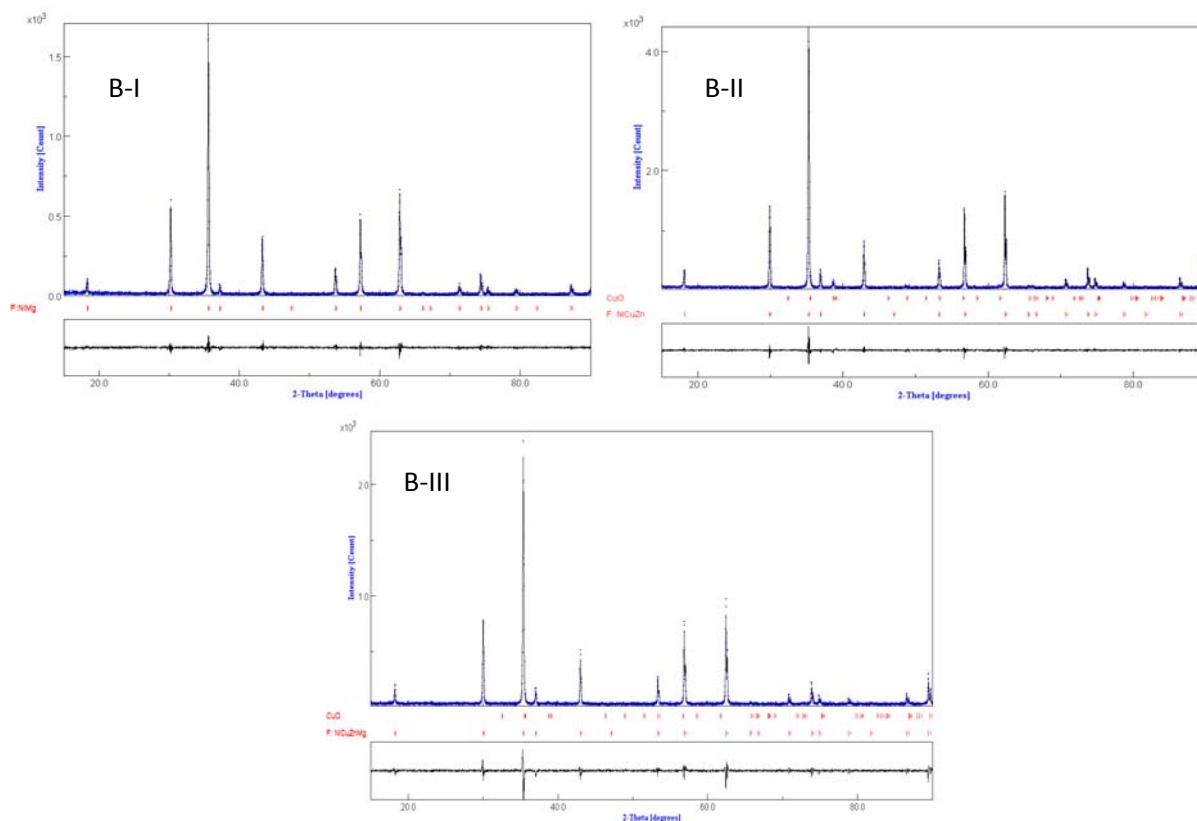 x10³
1.5
B-I
Intensity [Count]
1.0
0.5
0.0
F:NiMg
20.0 40.0 60.0 80.0
2-Theta [degrees]
x10³
4.0
B-II
Intensity [Count]
2.0
CuO
F: NiCuZn
20.0 40.0 60.0 80.0
2-Theta [degrees]
x10³
B-III
2.0
Intensity [Count]
1.0
CuO
F: NiCuZnMg
20.0 40.0 60.0 80.0
2-Theta [degrees]